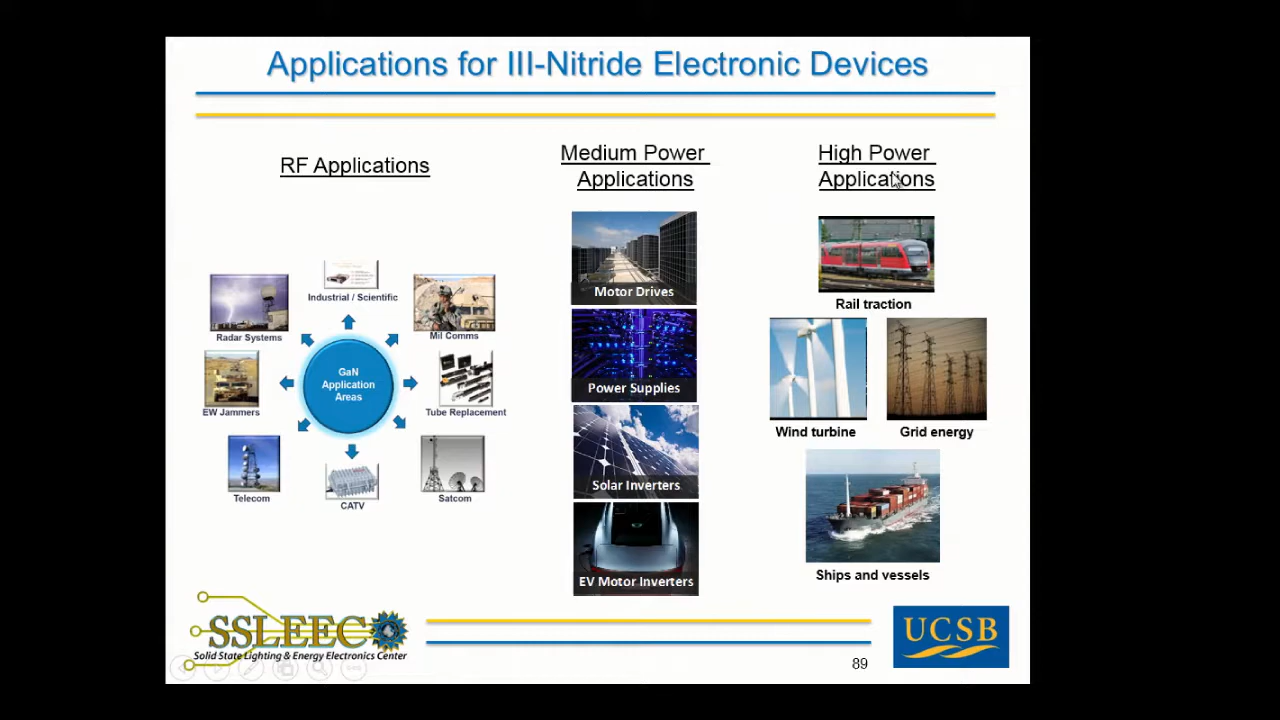 Applications for III-Nitride Electronic Devices
RF Applications
Industrial / Scientific
Radar Systems
Mil Comms
GaN
Application
Areas
EW Jammers
Tube Replacement
Telecom
CATV
Satcom
Medium Power
Applications
Motor Drives
Power Supplies
Solar Inverters
EV Motor Inverters
High Power
Applications
Rail traction
Wind turbine
Grid energy
Ships and vessels
SSLEEC
Solid State Lighting & Energy Electronics Center
UCSB
89